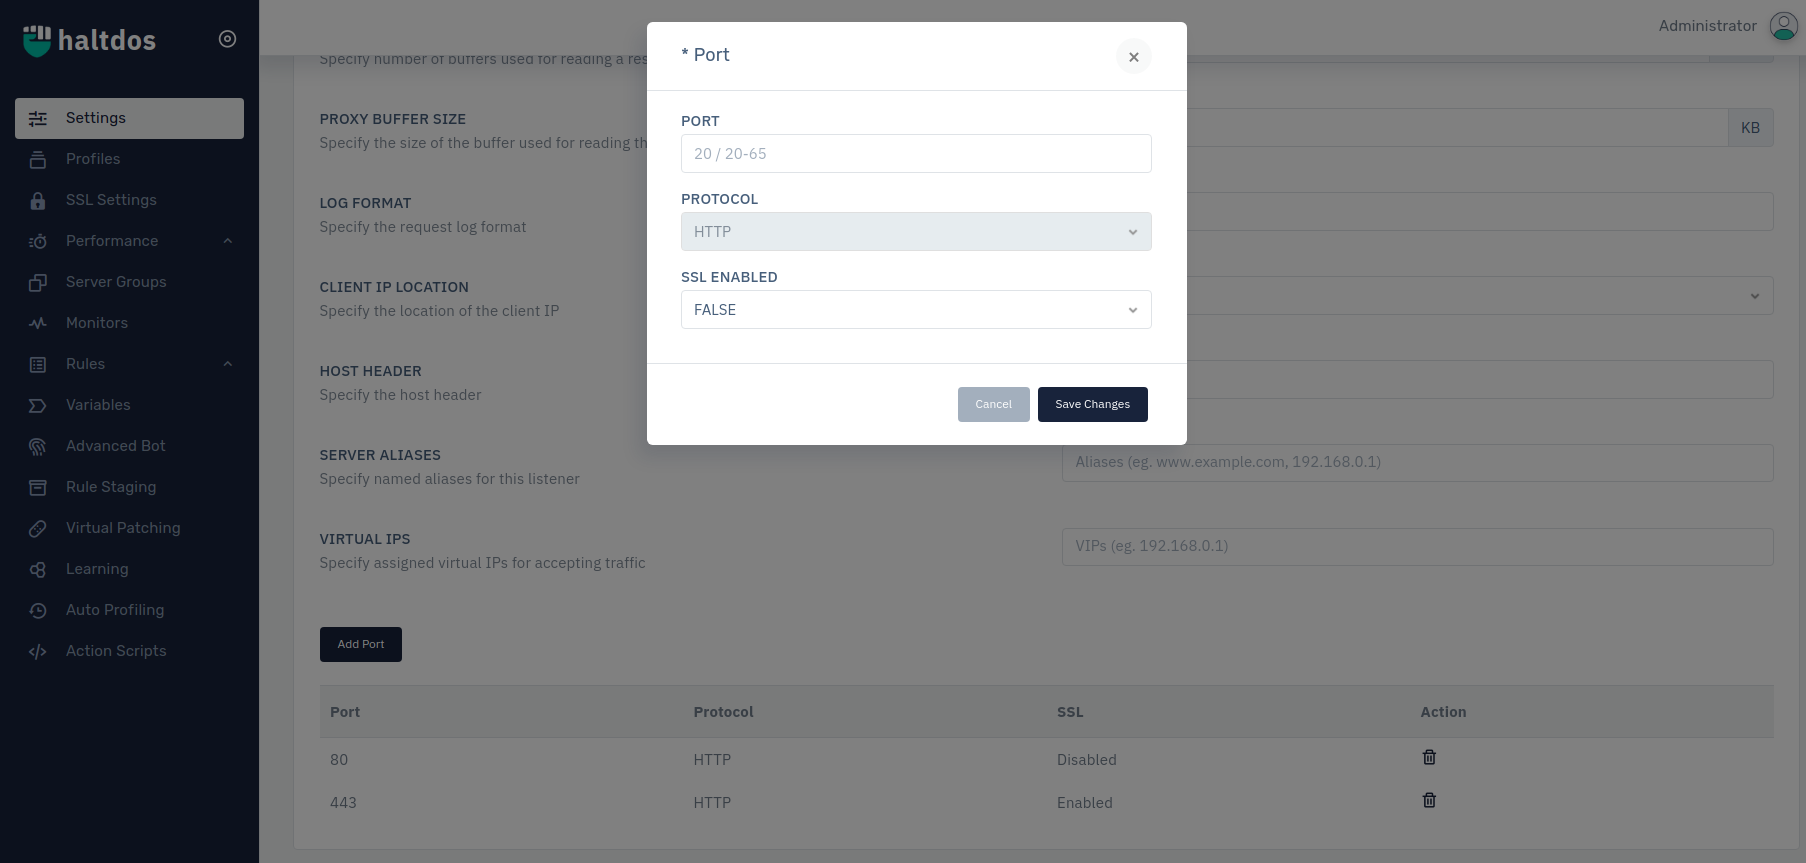 haltdos
Settings
Profiles
SSL Settings
Performance
Server Groups
Monitors
Rules
Variables
Advanced Bot
Rule Staging
Virtual Patching
Learning
Auto Profiling
Action Scripts
Administrator
Specify number of buffers used for reading a
PROXY BUFFER SIZE
Specify the size of the buffer used for reading
KB
LOG FORMAT
Specify the request log format
CLIENT IP LOCATION
Specify the location of the client IP
HOST HEADER
Specify the host header
SERVER ALIASES
Specify named aliases for this listener
Aliases (eg. www.example.com, 192.168.0.1)
VIRTUAL IPS
Specify assigned virtual IPs for accepting traffic
VIPs (eg. 192.168.0.1)
* Port
×
PORT
20 / 20-65
PROTOCOL
HTTP
SSL ENABLED
FALSE
Cancel
Save Changes
Add Port
Port Protocol SSL Action
80 HTTP Disabled
443 HTTP Enabled